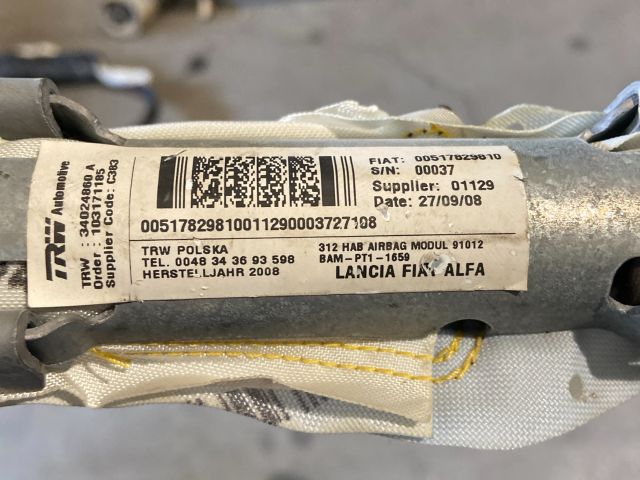 TRW Automotive
TRW : 34024860 A
Order : 1D3171185
Supplier Code: C383
FIAT: 00517829810
S/N: 00037
Supplier: 01129
Date: 27/09/08
00517829810011290003727108
TRW POLSKA
TEL. 0048 34 36 93 598
HERSTELLJAHR 2008
312 HAB AIRBAG MODUL 91012
BAM-PT1-1659
LANCIA FIAT ALFA